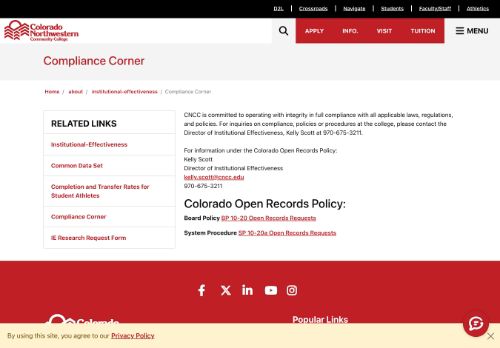 D2L | Crossroads | Navigate | Students | Faculty/Staff | Athletics
Colorado
Northwestern
Community College
APPLY INFO. VISIT TUITION MENU
Compliance Corner
Home / about / institutional-effectiveness / Compliance Corner
RELATED LINKS
Institutional-Effectiveness
Common Data Set
Completion and Transfer Rates for
Student Athletes
Compliance Corner
IE Research Request Form
CNCC is committed to operating with integrity in full compliance with all applicable laws, regulations,
and policies. For inquiries on compliance, policies or procedures at the college, please contact the
Director of Institutional Effectiveness, Kelly Scott at 970-675-3211.
For information under the Colorado Open Records Policy:
Kelly Scott
Director of Institutional Effectiveness
kelly.scott@cncc.edu
970-675-3211
Colorado Open Records Policy:
Board Policy BP 10-20 Open Records Requests
System Procedure SP 10-20a Open Records Requests
Colorado
Popular Links
By using this site, you agree to our Privacy Policy